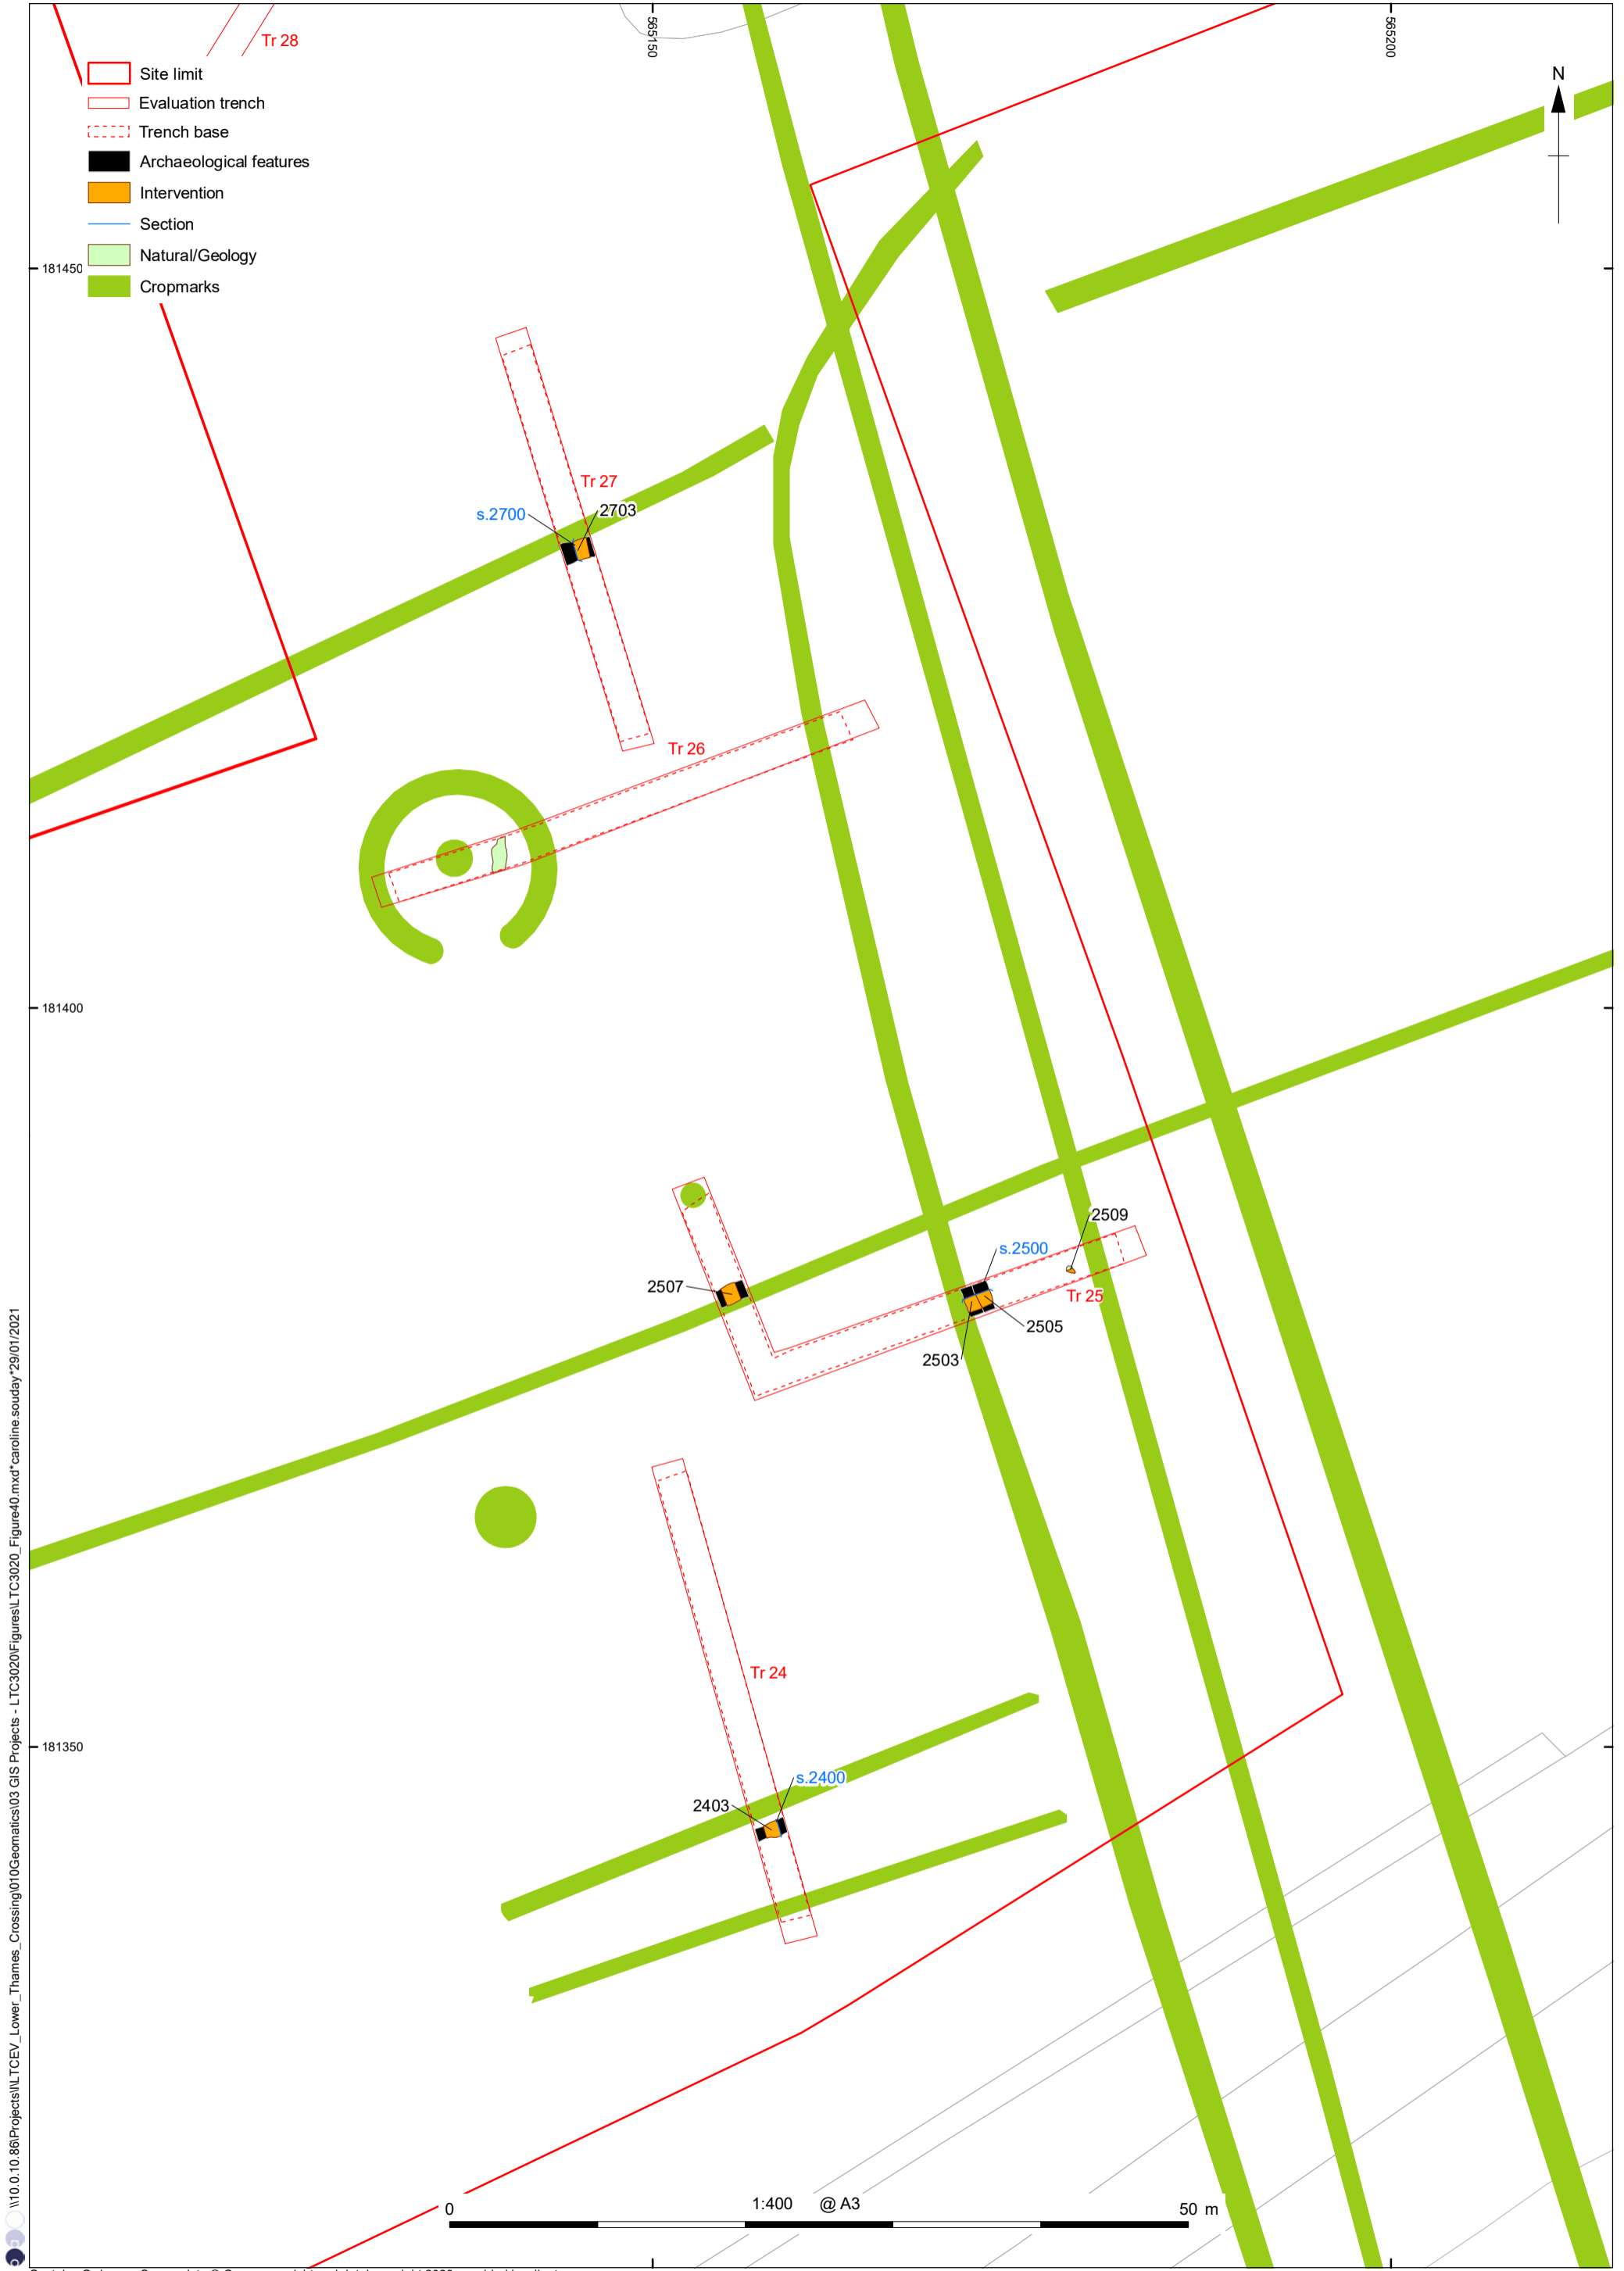 565150
565200
Tr 28
Site limit
Evaluation trench
Trench base
Archaeological features
Intervention
Section
Natural/Geology
Cropmarks
N
181450
Tr 27
s.2700
2703
Tr 26
181400
2509
s.2500
2507
Tr 25
2505
2503
Tr 24
181350
s.2400
2403
0
1:400 @ A3
50 m
\\10.0.10.86\Projects\l\LTCEV_Lower_Thames_Crossing\010Geomatics\03 GIS Projects - LTC3020\Figures\LTC3020_Figure40.mxd*caroline.souday*29/01/2021